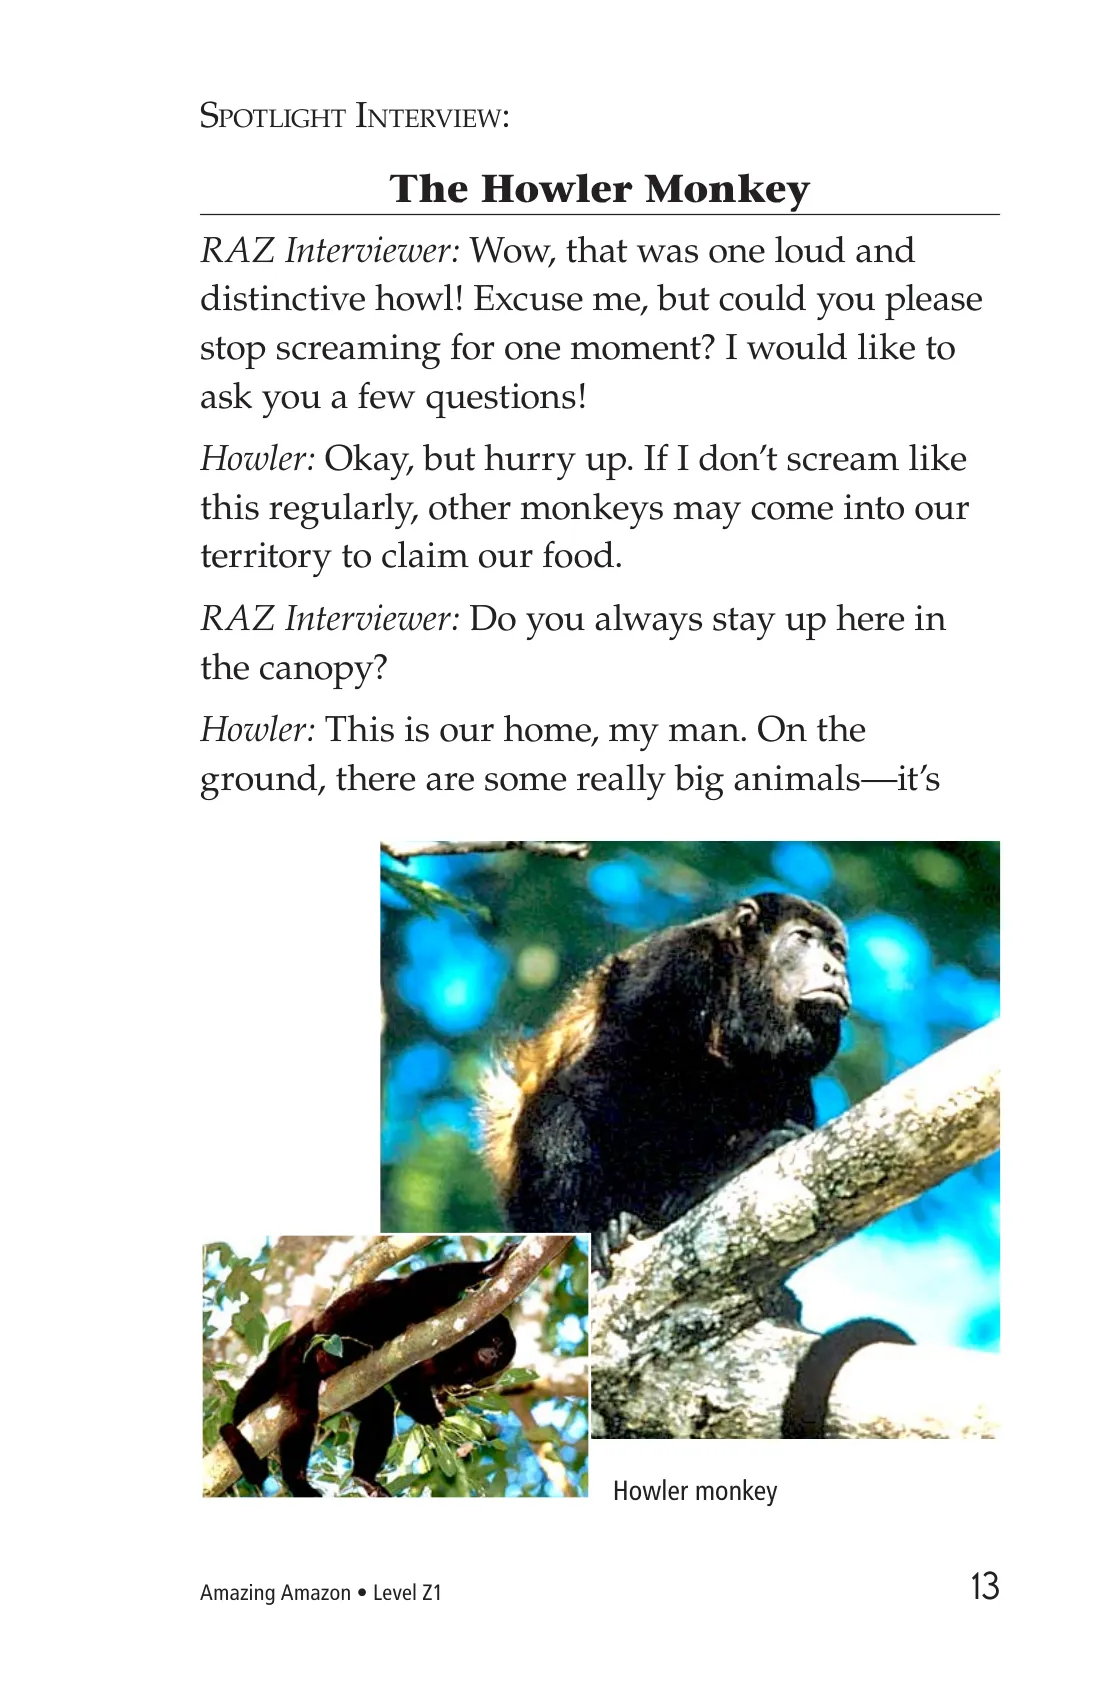 SPOTLIGHT INTERVIEW:
The Howler Monkey
RAZ Interviewer: Wow, that was one loud and
distinctive howl! Excuse me, but could you please
stop screaming for one moment? I would like to
ask you a few questions!
Howler: Okay, but hurry up. If I don’t scream like
this regularly, other monkeys may come into our
territory to claim our food.
RAZ Interviewer: Do you always stay up here in
the canopy?
Howler: This is our home, my man. On the
ground, there are some really big animals—it’s
Howler monkey
Amazing Amazon • Level Z1
13